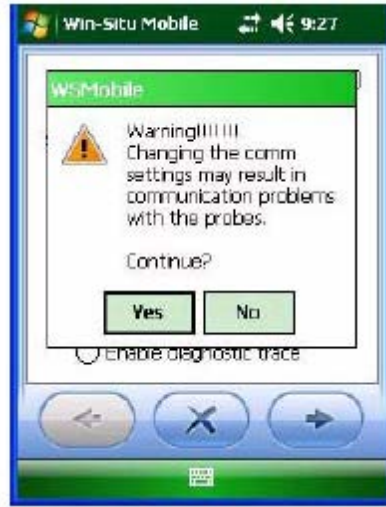 Win-Situ Mobile 9:27
WSMobile
Warning!!!!!!!
Changing the comm
settings may result in
communication problems
with the probes.
Continue?
Yes No
Enable diagnostic trace